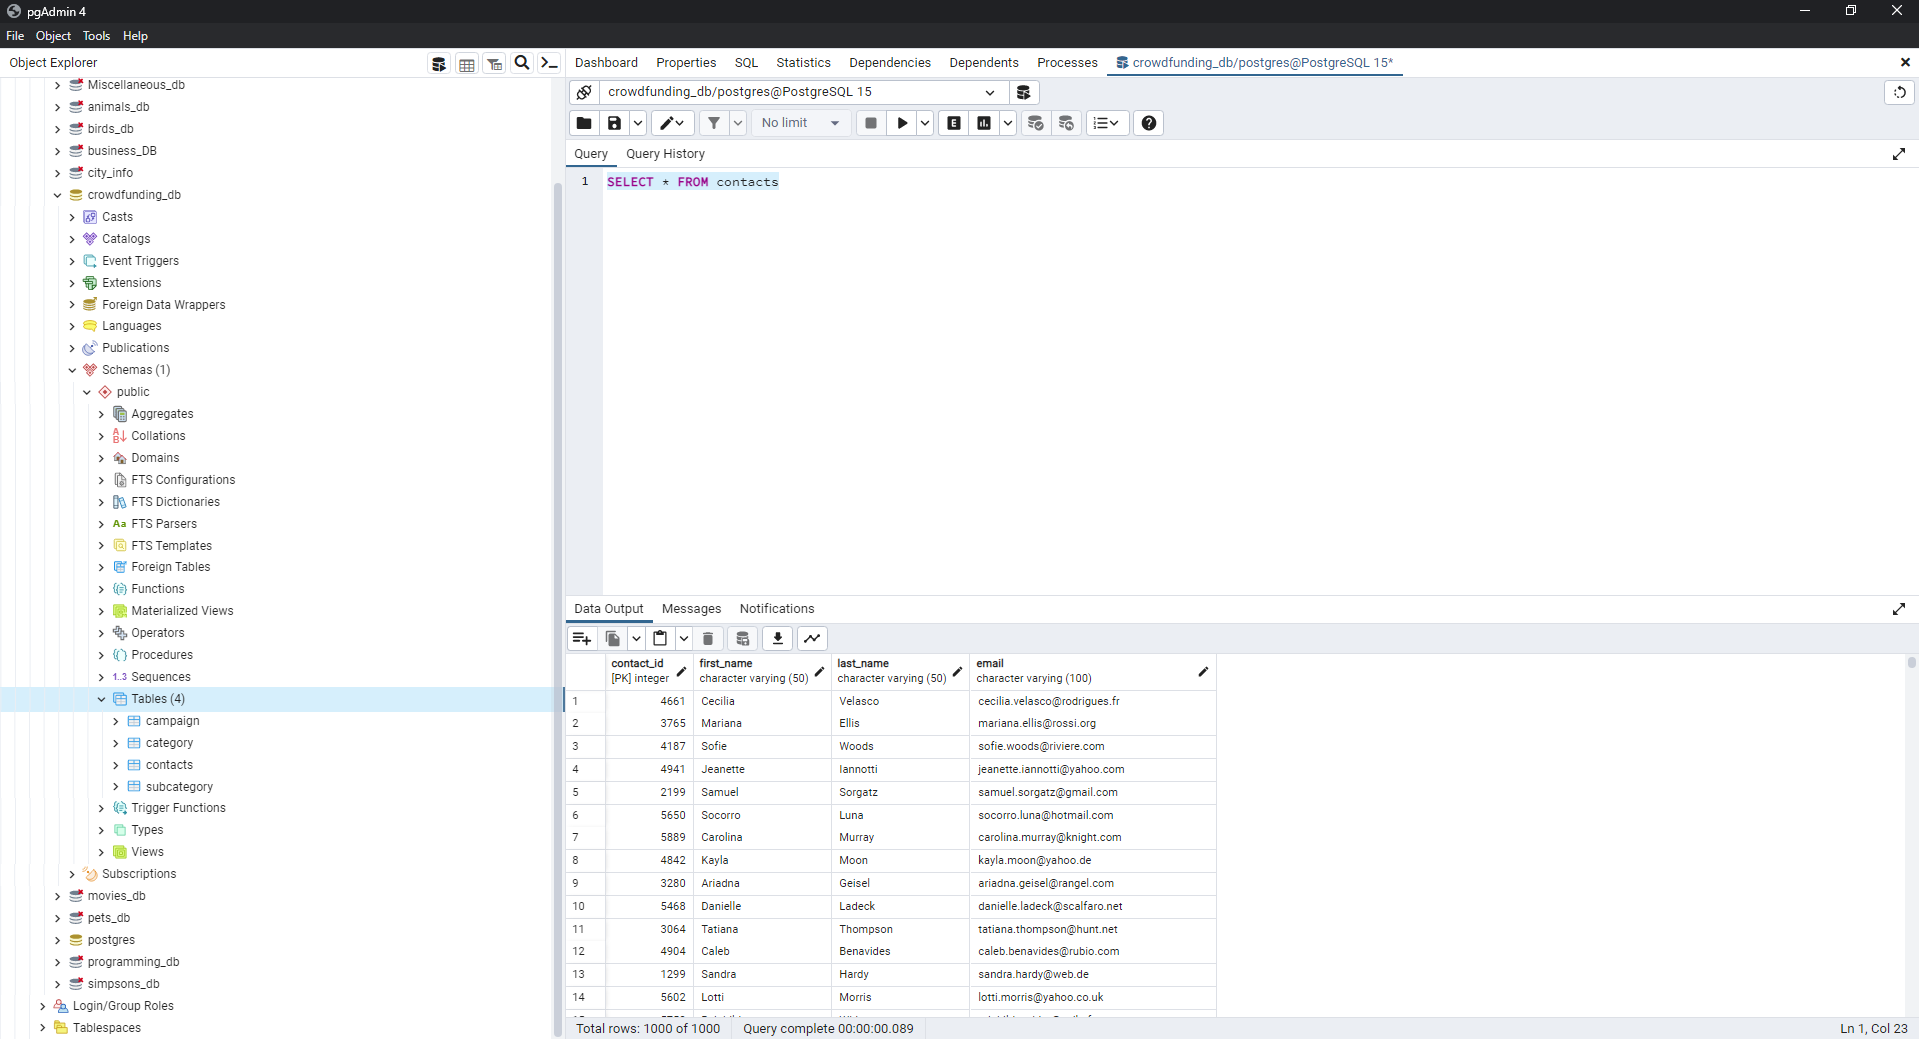 pgAdmin 4
File Object Tools Help
Object Explorer
Miscellaneous_db
animals_db
birds_db
business_DB
city_info
crowdfunding_db
Casts
Catalogs
Event Triggers
Extensions
Foreign Data Wrappers
Languages
Publications
Schemas (1)
public
Aggregates
Collations
Domains
FTS Configurations
FTS Dictionaries
Aa FTS Parsers
FTS Templates
Foreign Tables
Functions
Materialized Views
Operators
Procedures
1..3 Sequences
Tables (4)
campaign
category
contacts
subcategory
Trigger Functions
Types
Views
Subscriptions
movies_db
pets_db
postgres
programming_db
simpsons_db
Login/Group Roles
Tablespaces
Dashboard Properties SQL Statistics Dependencies Dependents Processes crowdfunding_db/postgres@PostgreSQL 15*
crowdfunding_db/postgres@PostgreSQL 15
No limit E
Query Query History
1 SELECT * FROM contacts
Data Output Messages Notifications
contact_id first_name last_name email
[PK] integer character varying (50) character varying (50) character varying (100)
1 4661 Cecilia Velasco cecilia.velasco@rodrigues.fr
2 3765 Mariana Ellis mariana.ellis@rossi.org
3 4187 Sofie Woods sofie.woods@riviere.com
4 4941 Jeanette Iannotti jeanette.iannotti@yahoo.com
5 2199 Samuel Sorgatz samuel.sorgatz@gmail.com
6 5650 Socorro Luna socorro.luna@hotmail.com
7 5889 Carolina Murray carolina.murray@knight.com
8 4842 Kayla Moon kayla.moon@yahoo.de
9 3280 Ariadna Geisel ariadna.geisel@rangel.com
10 5468 Danielle Ladeck danielle.ladeck@scalfaro.net
11 3064 Tatiana Thompson tatiana.thompson@hunt.net
12 4904 Caleb Benavides caleb.benavides@rubio.com
13 1299 Sandra Hardy sandra.hardy@web.de
14 5602 Lotti Morris lotti.morris@yahoo.co.uk
Total rows: 1000 of 1000 Query complete 00:00:00.089 Ln 1, Col 23